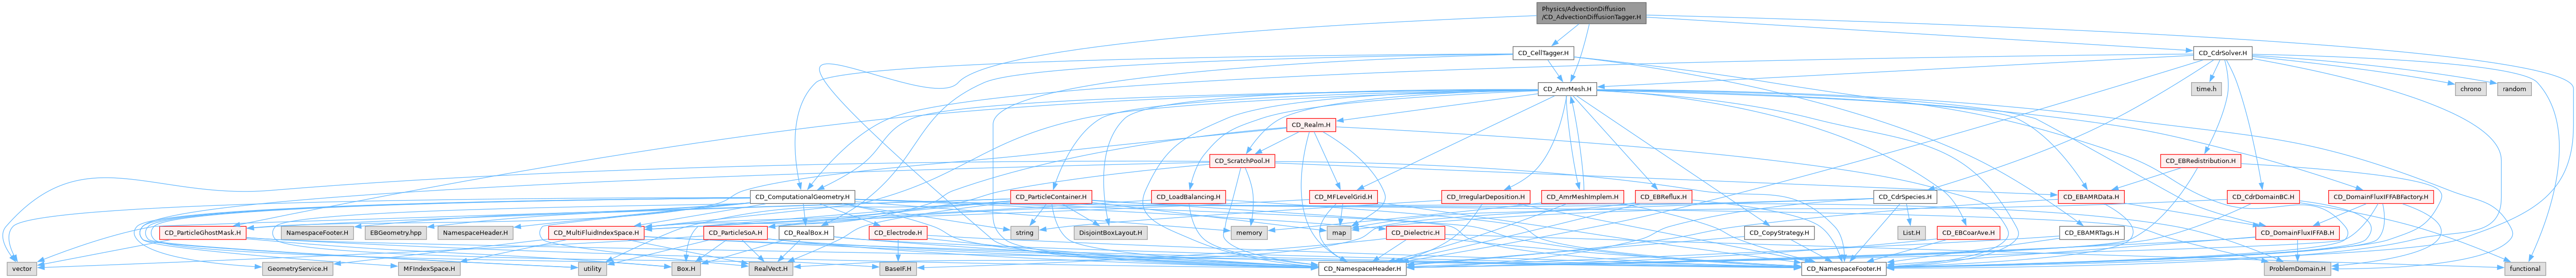 Physics/AdvectionDiffusion
/CD_AdvectionDiffusionTagger.H
CD_CellTagger.H
CD_CdrSolver.H
CD_AmrMesh.H
time.h
chrono
random
CD_Realm.H
CD_ScratchPool.H
CD_EBRedistribution.H
CD_ComputationalGeometry.H
CD_ParticleContainer.H
CD_LoadBalancing.H
CD_MFLevelGrid.H
CD_IrregularDeposition.H
CD_AmrMeshImplem.H
CD_EBReflux.H
CD_CdrSpecies.H
CD_EBAMRData.H
CD_CdrDomainBC.H
CD_DomainFluxIFFABFactory.H
CD_ParticleGhostMask.H
NamespaceFooter.H
EBGeometry.hpp
NamespaceHeader.H
CD_MultiFluidIndexSpace.H
CD_ParticleSoA.H
CD_RealBox.H
CD_Electrode.H
string
DisjointBoxLayout.H
memory
map
CD_Dielectric.H
CD_CopyStrategy.H
List.H
CD_EBCoarAve.H
CD_EBAMRTags.H
CD_DomainFluxIFFAB.H
vector
GeometryService.H
MFIndexSpace.H
utility
Box.H
RealVect.H
BaseIF.H
CD_NamespaceHeader.H
CD_NamespaceFooter.H
ProblemDomain.H
functional